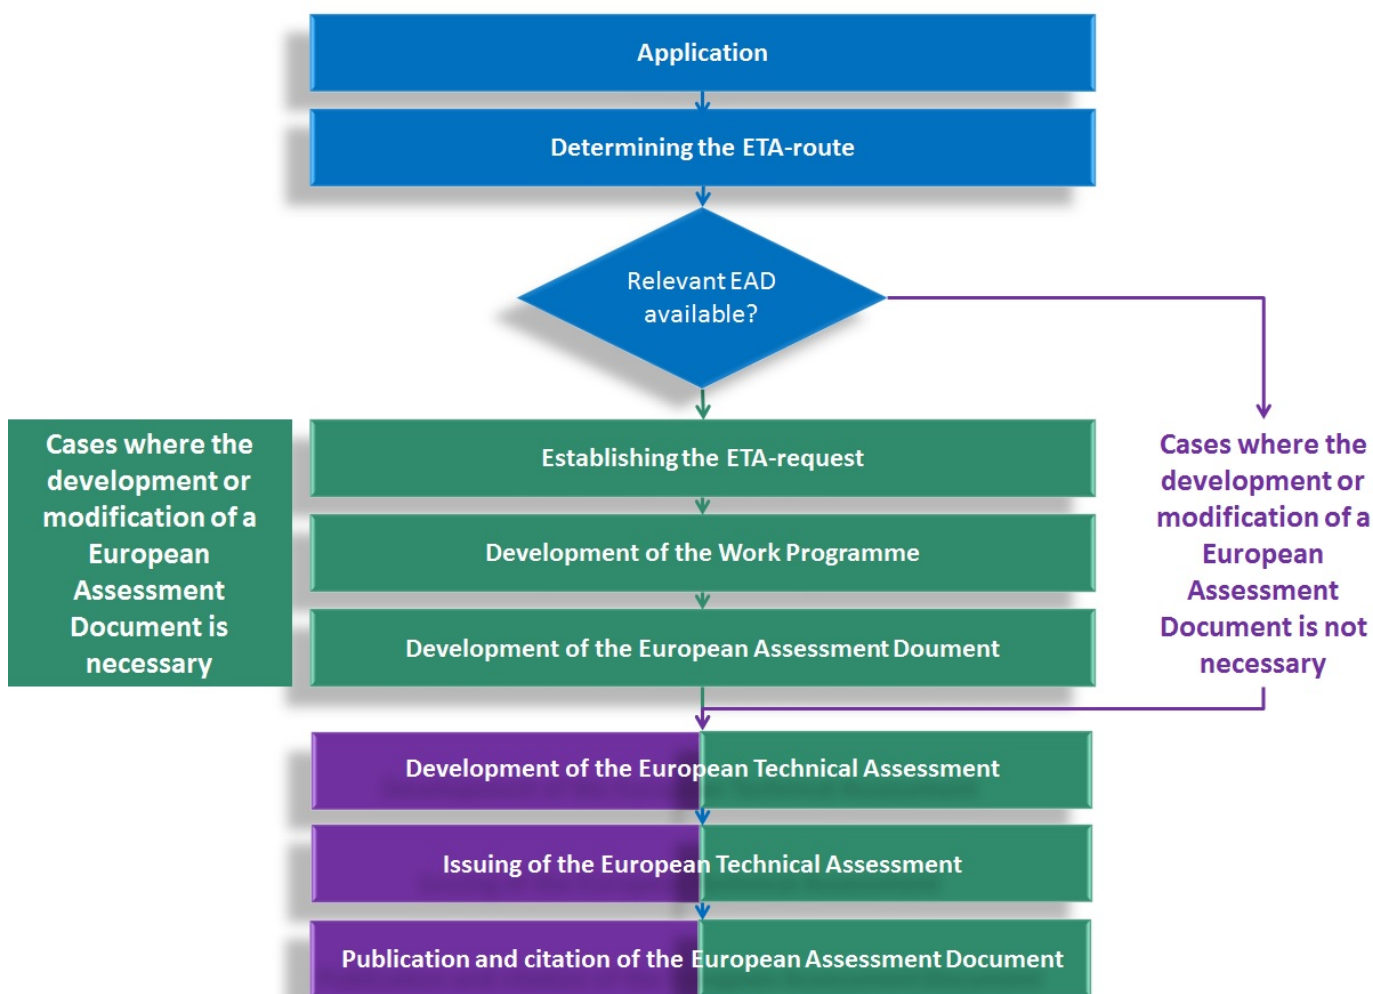 Application
Determining the ETA-route
Relevant EAD
available?
Cases where the
development or
modification of a
European
Assessment
Document is
necessary
Establishing the ETA-request
Development of the Work Programme
Development of the European Assessment Doument
Cases where the
development or
modification of a
European
Assessment
Document is not
necessary
Development of the European Technical Assessment
Issuing of the European Technical Assessment
Publication and citation of the European Assessment Document